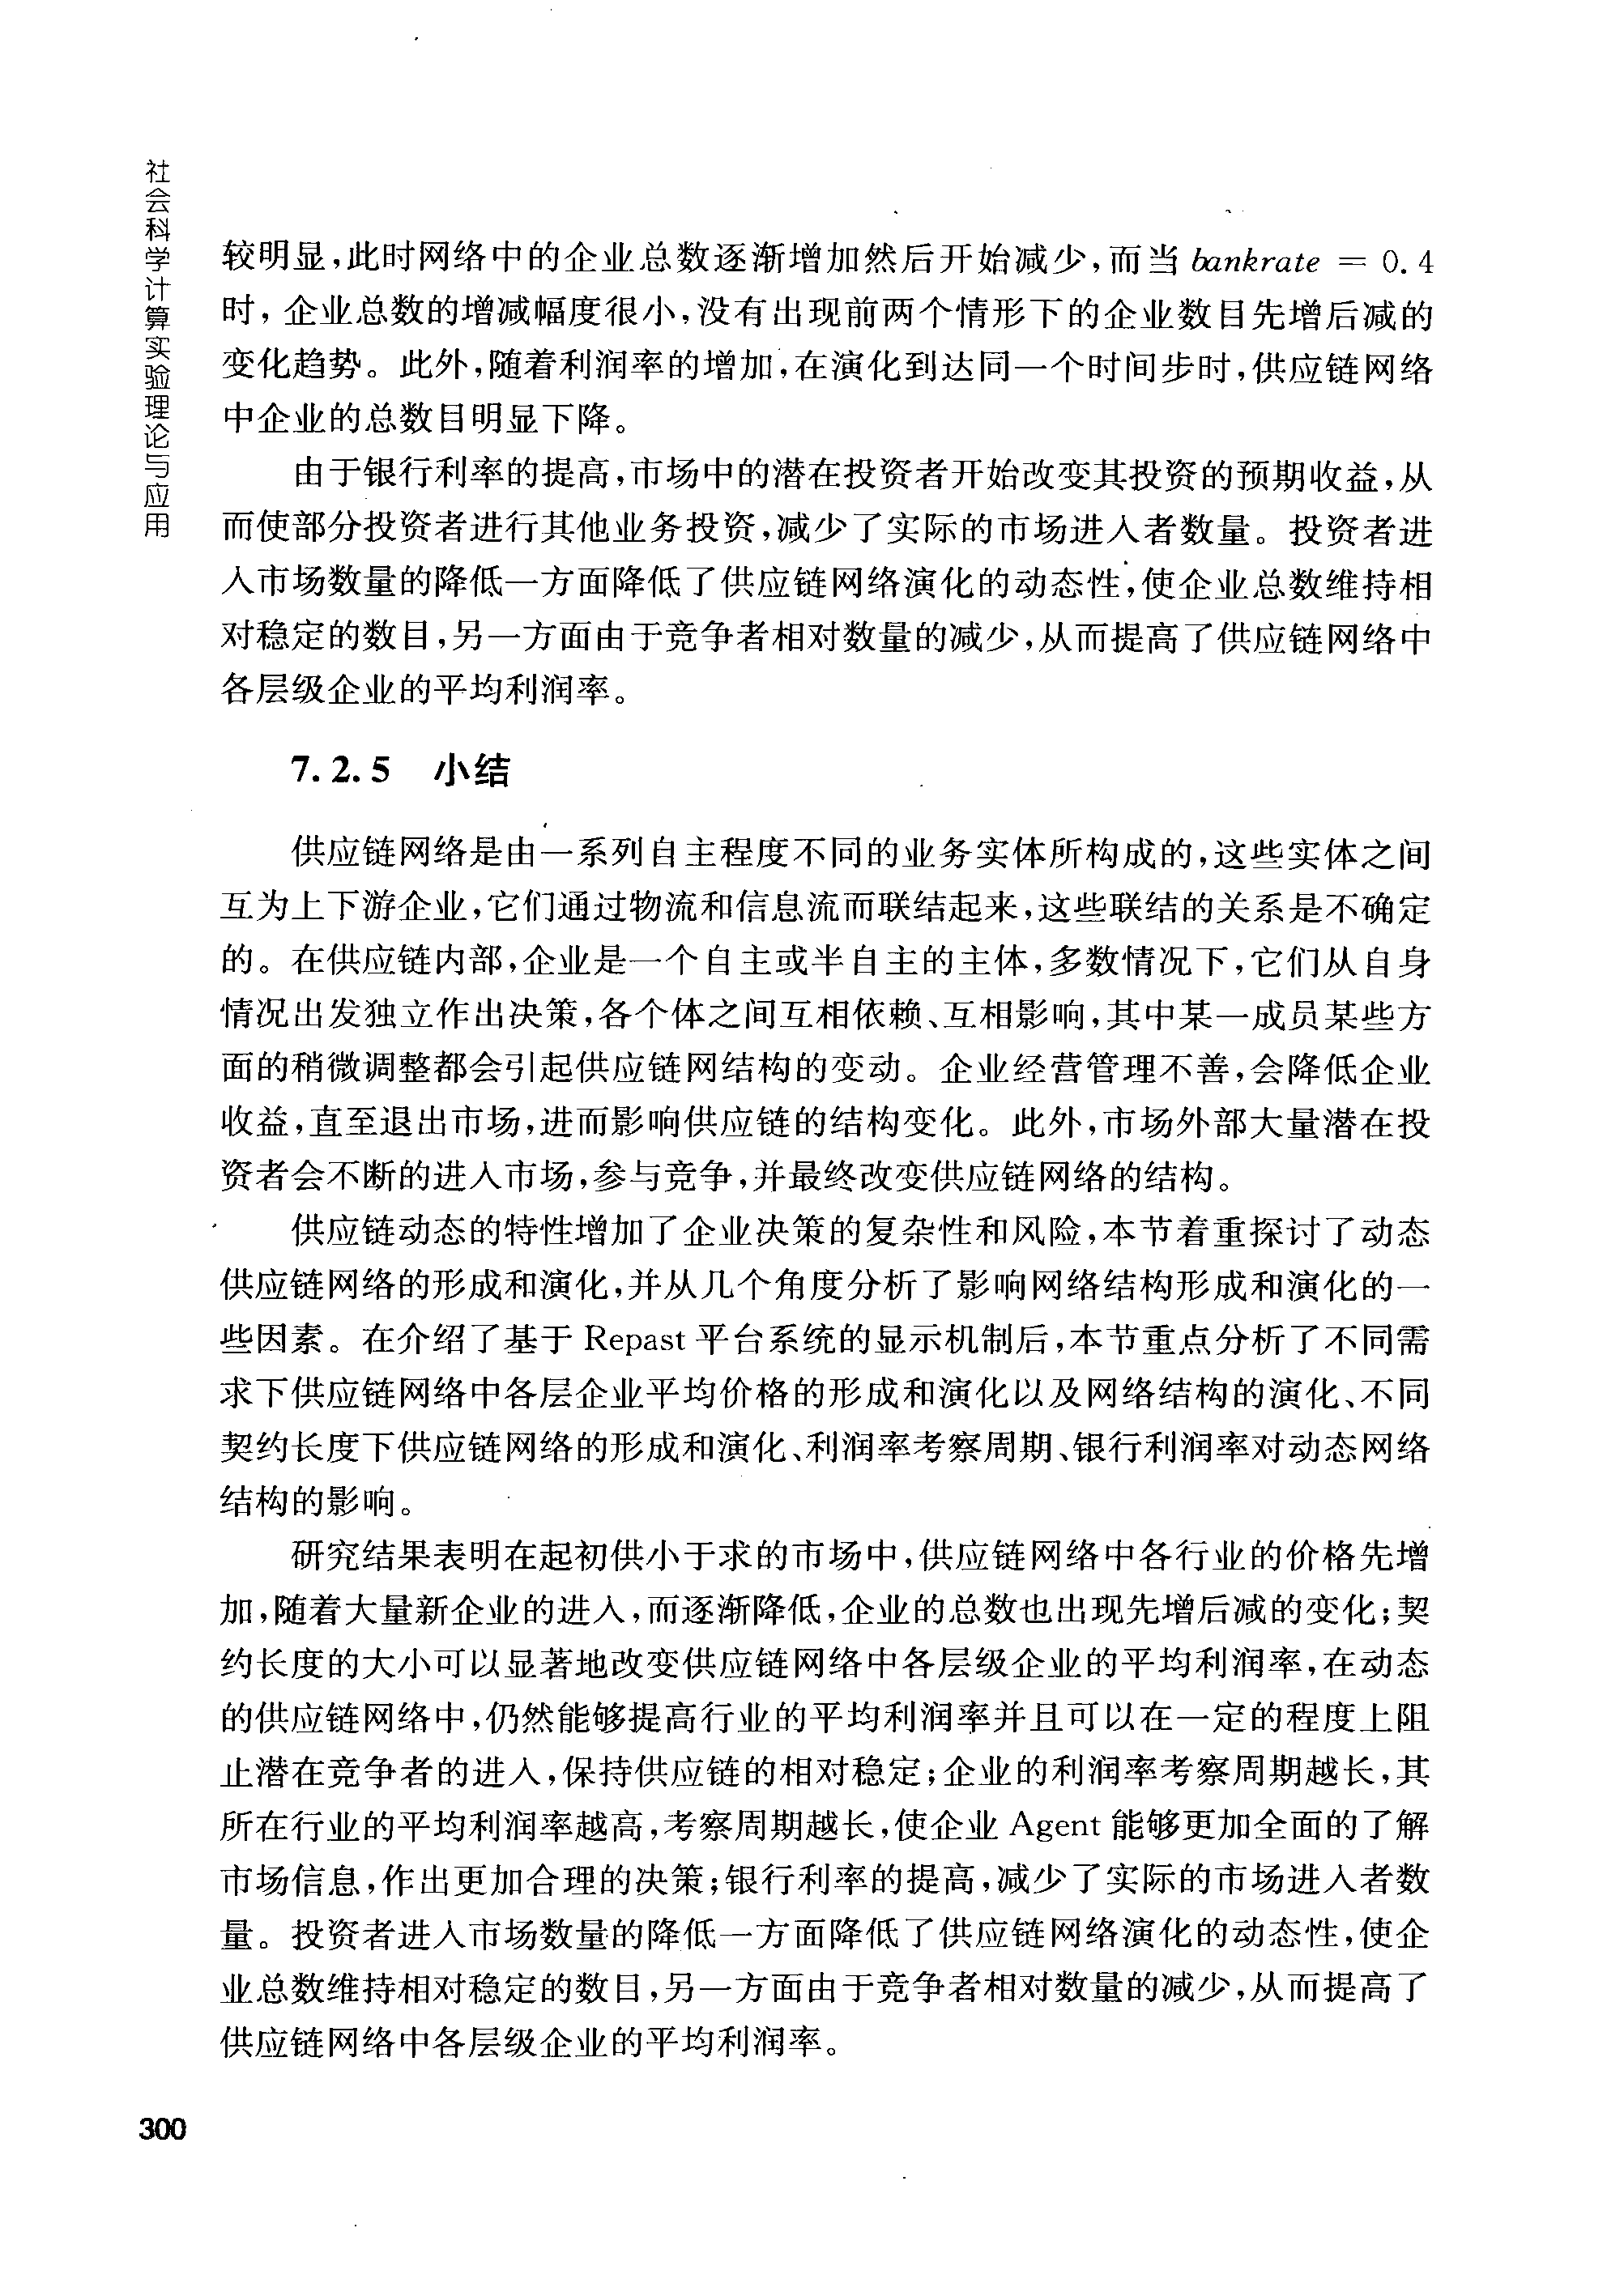 社会科学计算实验理论与应用
较明显,此时网络中的企业总数逐渐增加然后开始减少,而当 bankrate = 0.4
时, 企业总数的增减幅度很小,没有出现前两个情形下的企业数目先增后减的
变化趋势。此外,随着利润率的增加,在演化到达同一个时间步时,供应链网络
中企业的总数目明显下降。
由于银行利率的提高,市场中的潜在投资者开始改变其投资的预期收益,从
而使部分投资者进行其他业务投资,减少了实际的市场进入者数量。投资者进
入市场数量的降低一方面降低了供应链网络演化的动态性,使企业总数维持相
对稳定的数目,另一方面由于竞争者相对数量的减少,从而提高了供应链网络中
各层级企业的平均利润率。
7.2.5 小结
供应链网络是由一系列自主程度不同的业务实体所构成的,这些实体之间
互为上下游企业,它们通过物流和信息流而联结起来,这些联结的关系是不确定
的。在供应链内部,企业是一个自主或半自主的主体,多数情况下,它们从自身
情况出发独立作出决策,各个体之间互相依赖、互相影响,其中某一成员某些方
面的稍微调整都会引起供应链网结构的变动。企业经营管理不善,会降低企业
收益,直至退出市场,进而影响供应链的结构变化。此外,市场外部大量潜在投
资者会不断的进入市场,参与竞争,并最终改变供应链网络的结构。
供应链动态的特性增加了企业决策的复杂性和风险,本节着重探讨了动态
供应链网络的形成和演化,并从几个角度分析了影响网络结构形成和演化的一
些因素。在介绍了基于 Repast 平台系统的显示机制后,本节重点分析了不同需
求下供应链网络中各层企业平均价格的形成和演化以及网络结构的演化、不同
契约长度下供应链网络的形成和演化、利润率考察周期、银行利润率对动态网络
结构的影响。
研究结果表明在起初供小于求的市场中,供应链网络中各行业的价格先增
加,随着大量新企业的进入,而逐渐降低,企业的总数也出现先增后减的变化;契
约长度的大小可以显著地改变供应链网络中各层级企业的平均利润率,在动态
的供应链网络中,仍然能够提高行业的平均利润率并且可以在一定的程度上阻
止潜在竞争者的进入,保持供应链的相对稳定;企业的利润率考察周期越长,其
所在行业的平均利润率越高,考察周期越长,使企业 Agent 能够更加全面的了解
市场信息,作出更加合理的决策;银行利率的提高,减少了实际的市场进入者数
量。投资者进入市场数量的降低一方面降低了供应链网络演化的动态性,使企
业总数维持相对稳定的数目,另一方面由于竞争者相对数量的减少,从而提高了
供应链网络中各层级企业的平均利润率。
300